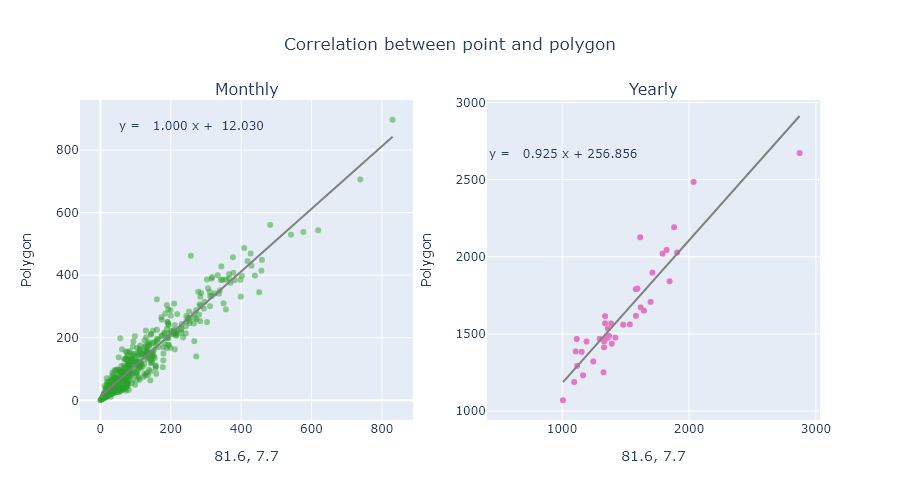 Correlation between point and polygon
Monthly
Yearly
y =   1.000 x +  12.030
y =   0.925 x + 256.856
Polygon
800
600
400
200
0
0
200
400
600
800
81.6, 7.7
Polygon
3000
2500
2000
1500
1000
1000
2000
3000
81.6, 7.7